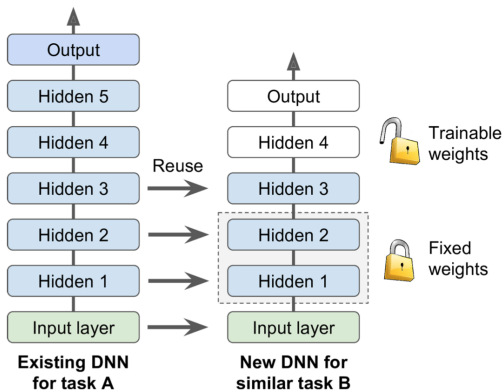 Output
Hidden 5
Hidden 4
Hidden 3
Hidden 2
Hidden 1
Input layer
Existing DNN
for task A
Reuse
Output
Hidden 4
Hidden 3
Hidden 2
Hidden 1
Input layer
New DNN for
similar task B
Trainable
weights
Fixed
weights